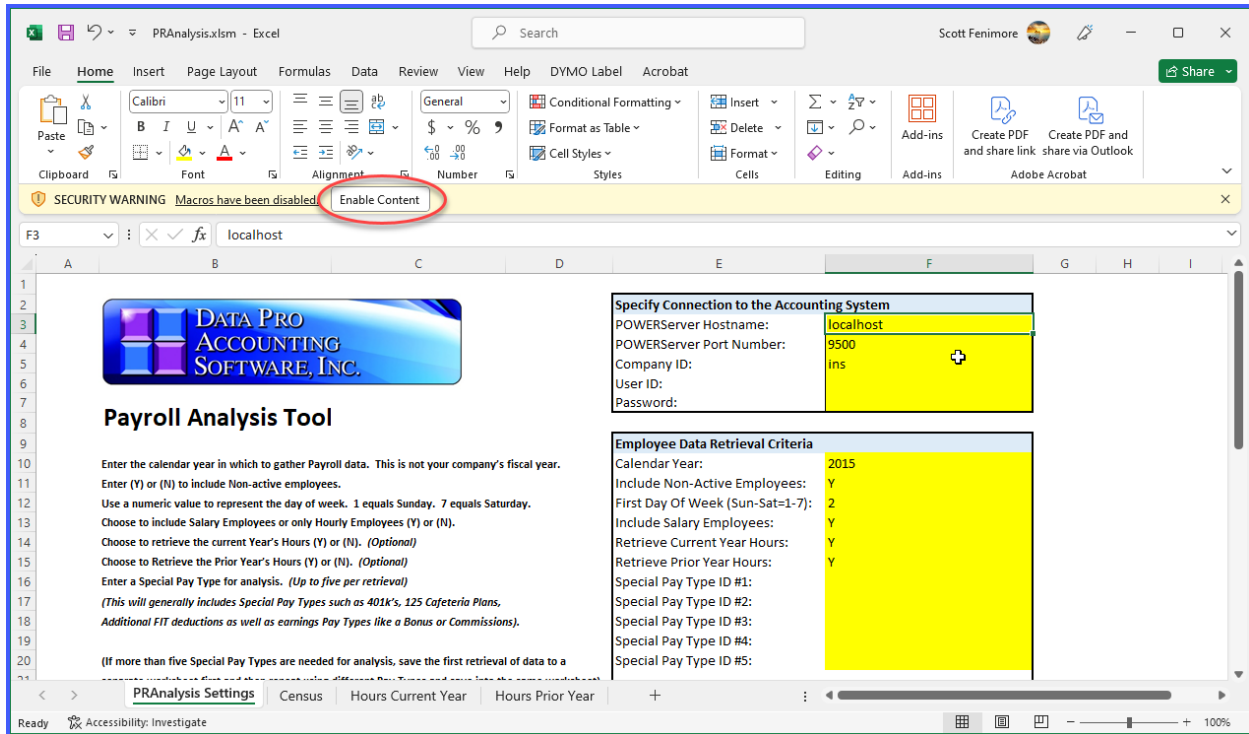 PRAnalysis.xlsm - Excel
Search
Scott Fenimore
File Home Insert Page Layout Formulas Data Review View Help DYMO Label Acrobat
Share
Paste
Calibri 11
B I U A A A
ab
General
$ % 9
Conditional Formatting
Format as Table
Cell Styles
Insert
Delete
Format
Add-ins
Create PDF and share link
Create PDF and share via Outlook
Clipboard Font Alignment Number Styles Cells Editing Add-ins Adobe Acrobat
SECURITY WARNING Macros have been disabled. Enable Content
F3 fx localhost
A B C D E F G H I
1
2 Specify Connection to the Accounting System
3 POWERServer Hostname: localhost
4 POWERServer Port Number: 9500
5 Company ID: ins
6 User ID:
7 Password:
DATA PRO
ACCOUNTING
SOFTWARE, INC.
8 Payroll Analysis Tool
9 Employee Data Retrieval Criteria
10 Enter the calendar year in which to gather Payroll data. This is not your company's fiscal year. Calendar Year: 2015
11 Enter (Y) or (N) to include Non-active employees. Include Non-Active Employees: Y
12 Use a numeric value to represent the day of week. 1 equals Sunday. 7 equals Saturday. First Day Of Week (Sun-Sat=1-7): 2
13 Choose to include Salary Employees or only Hourly Employees (Y) or (N). Include Salary Employees: Y
14 Choose to retrieve the current Year's Hours (Y) or (N). (Optional) Retrieve Current Year Hours: Y
15 Choose to Retrieve the Prior Year's Hours (Y) or (N). (Optional) Retrieve Prior Year Hours: Y
16 Enter a Special Pay Type for analysis. (Up to five per retrieval) Special Pay Type ID #1:
17 (This will generally includes Special Pay Types such as 401k's, 125 Cafeteria Plans, Special Pay Type ID #2:
18 Additional FIT deductions as well as earnings Pay Types like a Bonus or Commissions). Special Pay Type ID #3:
19 Special Pay Type ID #4:
20 (If more than five Special Pay Types are needed for analysis, save the first retrieval of data to a Special Pay Type ID #5:
PRAnalysis Settings Census Hours Current Year Hours Prior Year
Ready Accessibility: Investigate 100%